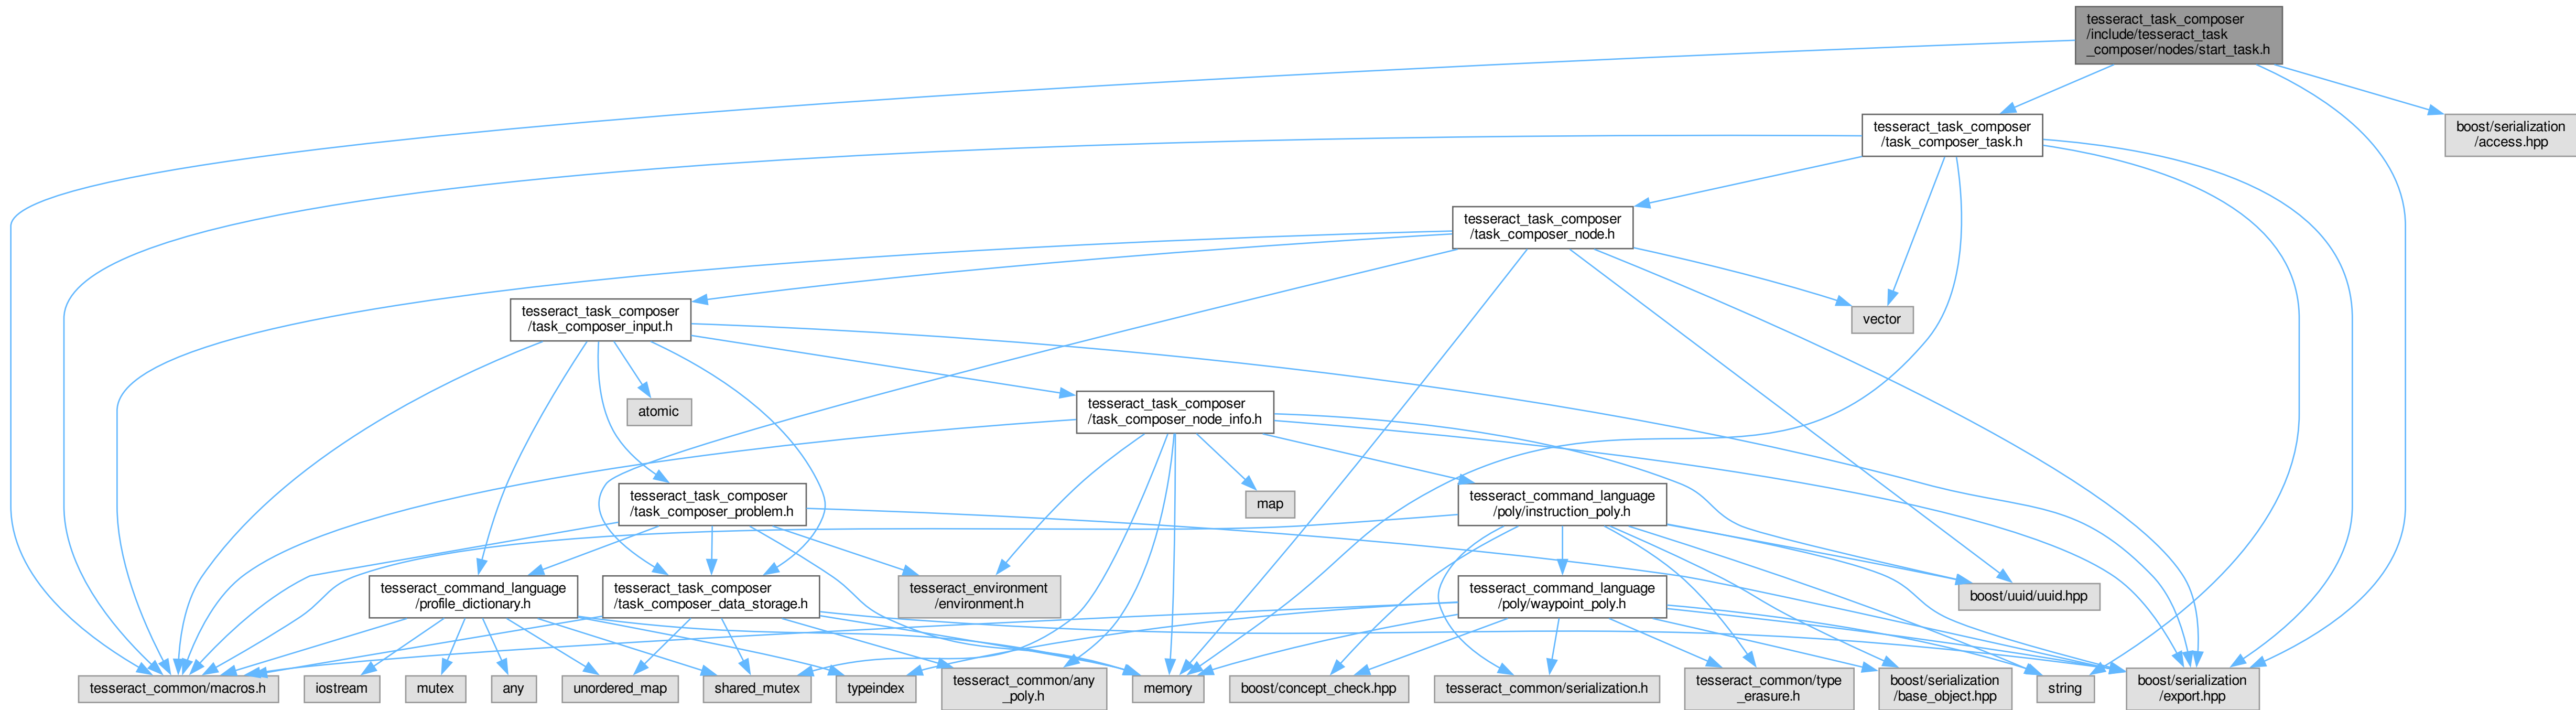 tesseract_task_composer
/include/tesseract_task
_composer/nodes/start_task.h
tesseract_task_composer
/task_composer_task.h
boost/serialization
/access.hpp
tesseract_task_composer
/task_composer_node.h
tesseract_task_composer
/task_composer_input.h
vector
tesseract_task_composer
/task_composer_node_info.h
atomic
tesseract_task_composer
/task_composer_problem.h
map
tesseract_command_language
/poly/instruction_poly.h
tesseract_command_language
/profile_dictionary.h
tesseract_task_composer
/task_composer_data_storage.h
tesseract_environment
/environment.h
tesseract_command_language
/poly/waypoint_poly.h
boost/uuid/uuid.hpp
tesseract_common/macros.h
iostream
mutex
any
unordered_map
shared_mutex
typeindex
tesseract_common/any
_poly.h
memory
boost/concept_check.hpp
tesseract_common/serialization.h
tesseract_common/type
_erasure.h
boost/serialization
/base_object.hpp
string
boost/serialization
/export.hpp